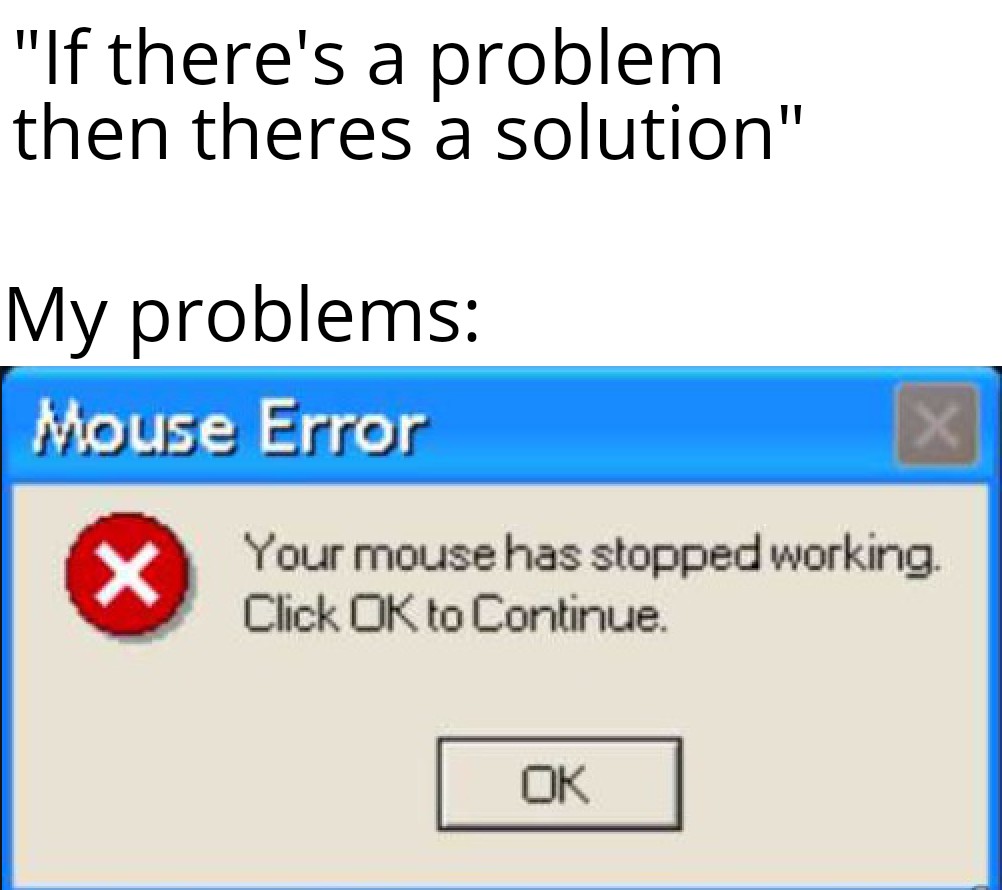 "If there's a problem
then theres a solution"
My problems:
Mouse Error
Your mouse has stopped working.
Click OK to Continue.
OK